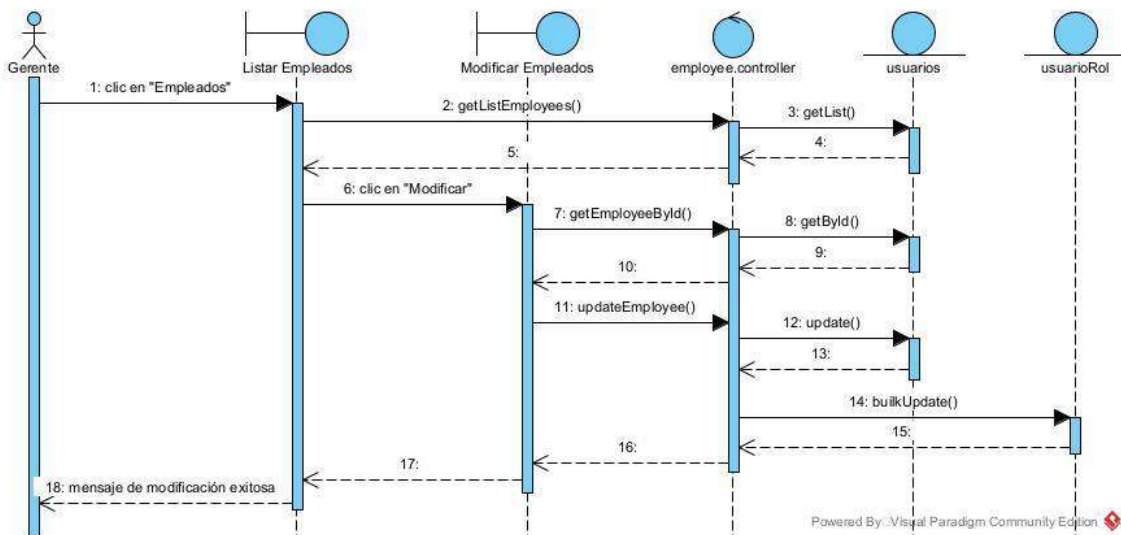 Gerente
Listar Empleados
Modificar Empleados
employee.controller
usuarios
usuarioRol
1: clic en "Empleados"
2: getListEmployees()
3: getList()
4:
5:
6: clic en "Modificar"
7: getEmployeeById()
8: getById()
9:
10:
11: updateEmployee()
12: update()
13:
14: builkUpdate()
15:
16:
17:
18: mensaje de modificación exitosa
Powered By Visual Paradigm Community Edition